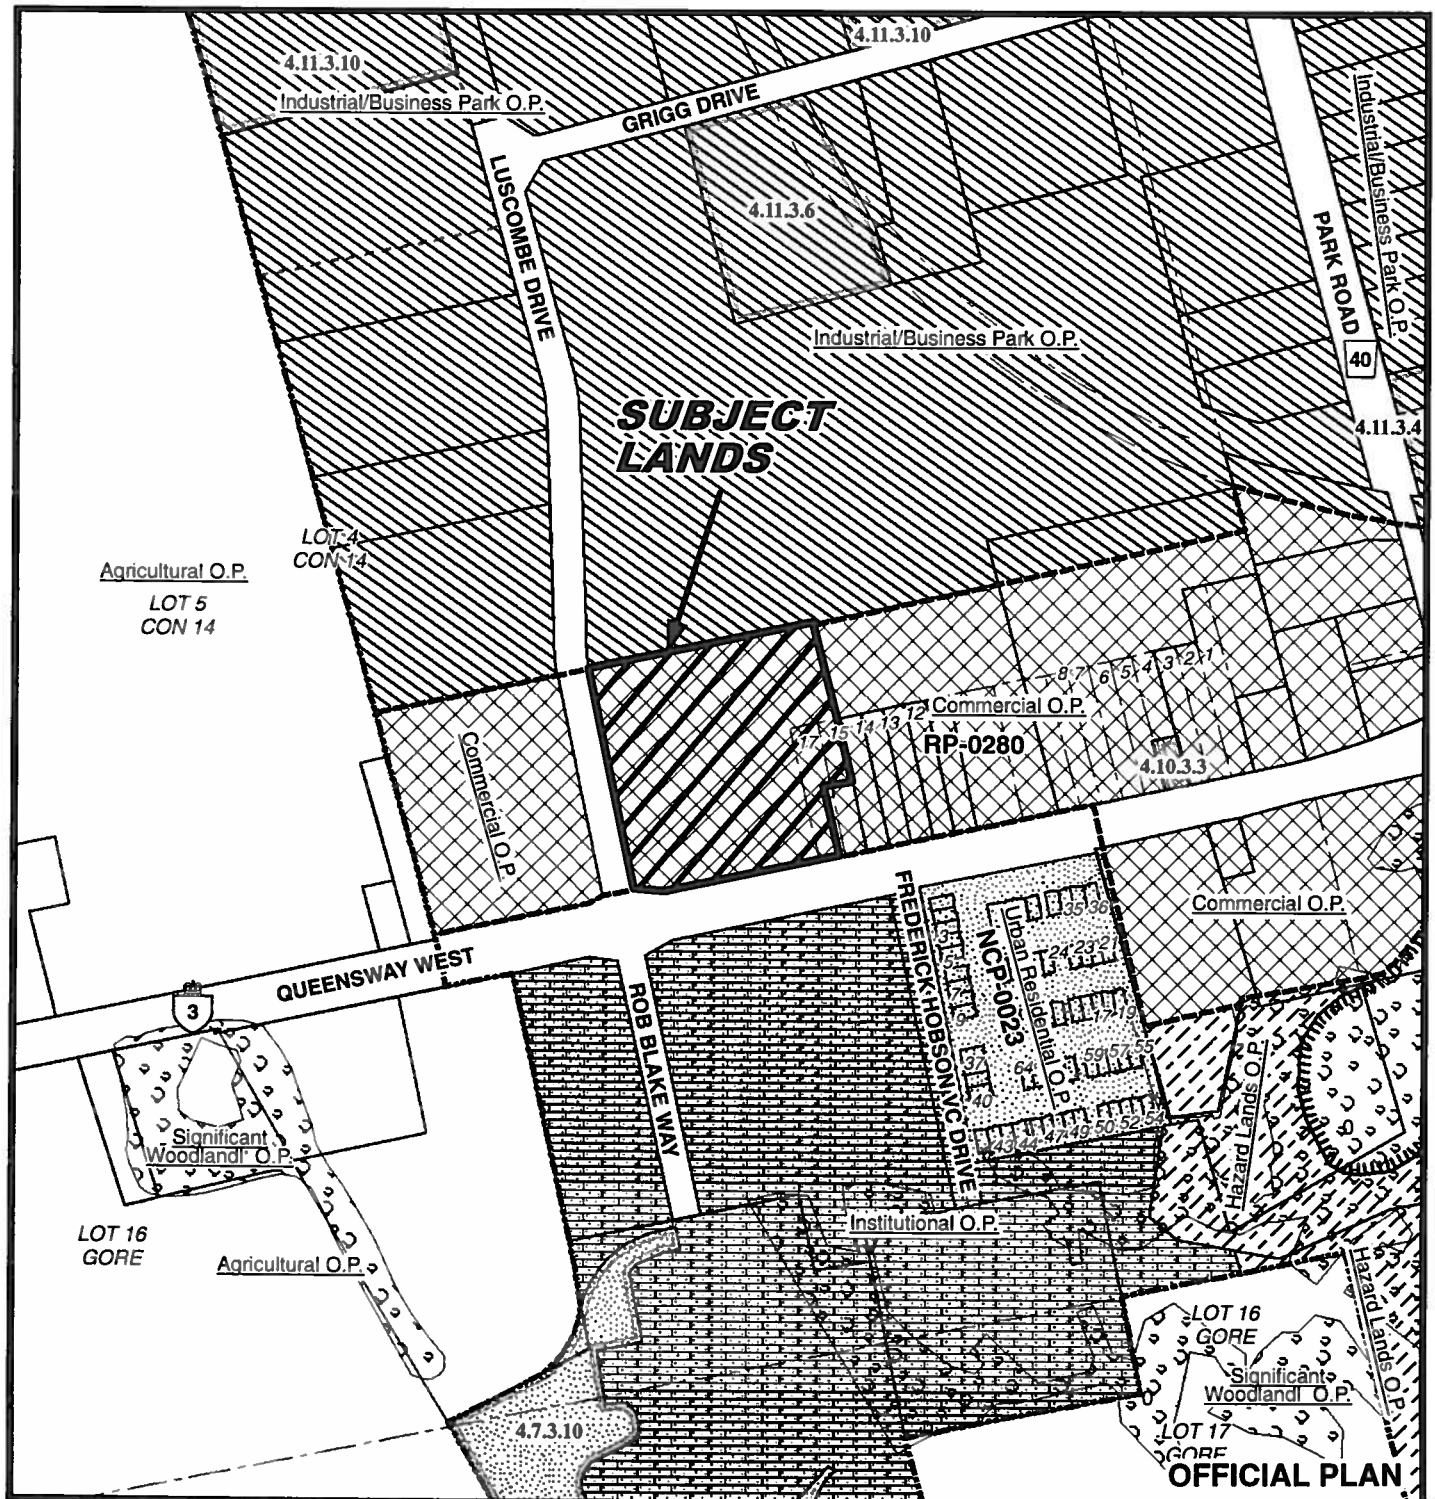 4.11.3.10
4.11.3.10
Industrial/Business Park O.P.
GRIGG DRIVE
Industrial/Business Park O.P.
LUSCOMBE DRIVE
4.11.3.6
PARK ROAD
40
Industrial/Business Park O.P.
SUBJECT
LANDS
4.11.3.4
LOT 4
CON 14
Agricultural O.P.
LOT 5
CON 14
8 7 6 5 4 3 2 1
Commercial O.P.
17 15 14 13 12
RP-0280
4.10.3.3
Commercial O.P.
Commercial O.P.
QUEENSWAY WEST
3
FREDERICK HOBSON VC DRIVE
Urban Residential O.P.
NCP-0023
35 36
24 23 21
17 19
59 57 55
64
37
40
43 44 47 49 50 52 54
ROB BLAKE WAY
Hazard Lands O.P.
Significant
Woodland O.P.
LOT 16
GORE
Agricultural O.P.
Institutional O.P.
Hazard Lands O.P.
LOT 16
GORE
Significant
Woodland O.P.
4.7.3.10
LOT 17
GORE
OFFICIAL PLAN